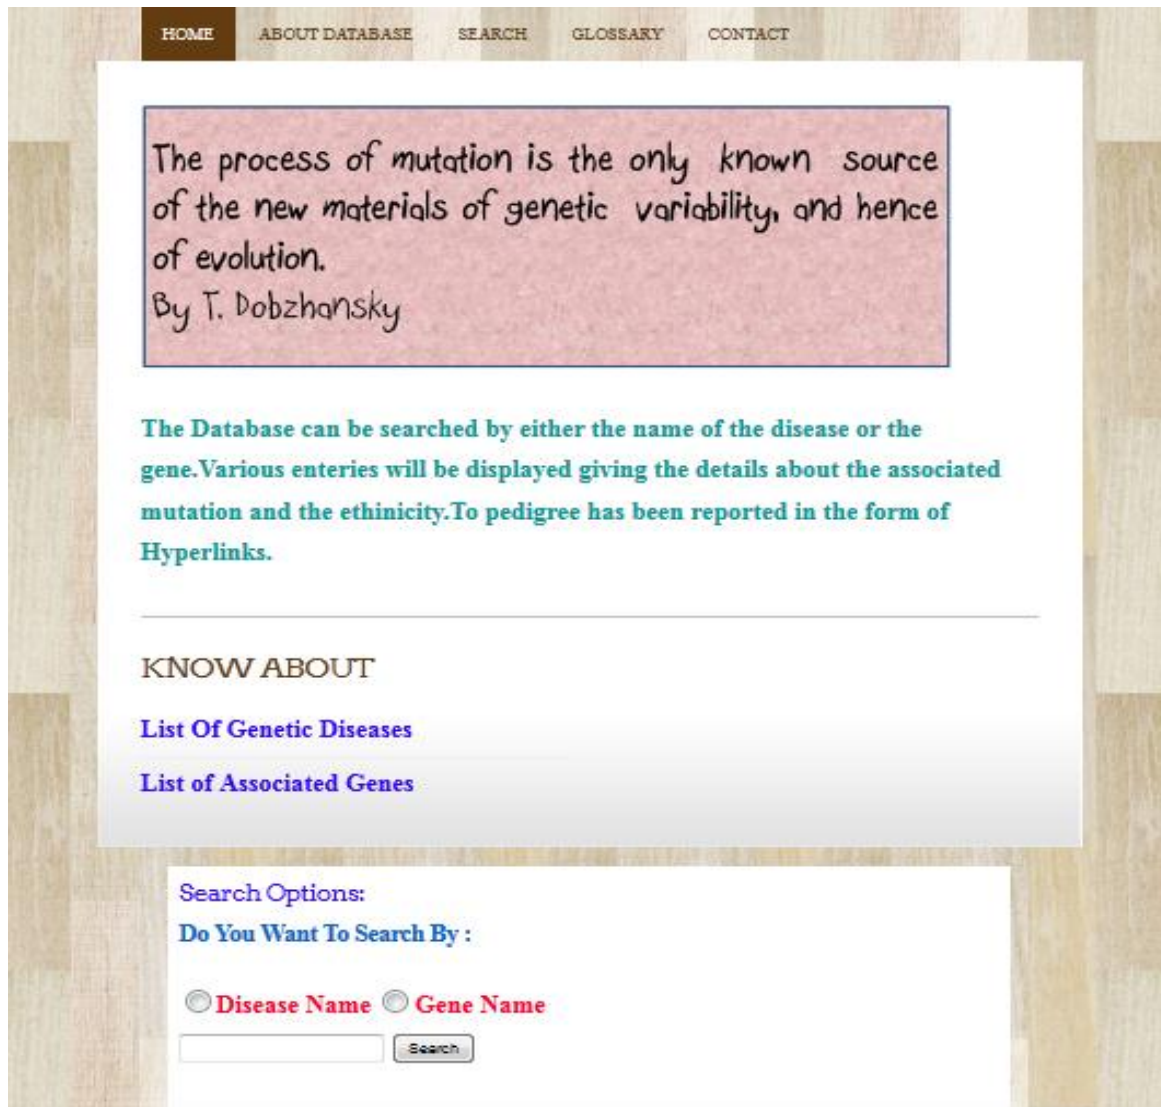 HOME ABOUT DATABASE SEARCH GLOSSARY CONTACT
The process of mutation is the only known source
of the new materials of genetic variability, and hence
of evolution.
By T. Dobzhansky
The Database can be searched by either the name of the disease or the
gene.Various enteries will be displayed giving the details about the associated
mutation and the ethinicity.To pedigree has been reported in the form of
Hyperlinks.
KNOW ABOUT
List Of Genetic Diseases
List of Associated Genes
Search Options:
Do You Want To Search By :
Disease Name Gene Name
Search